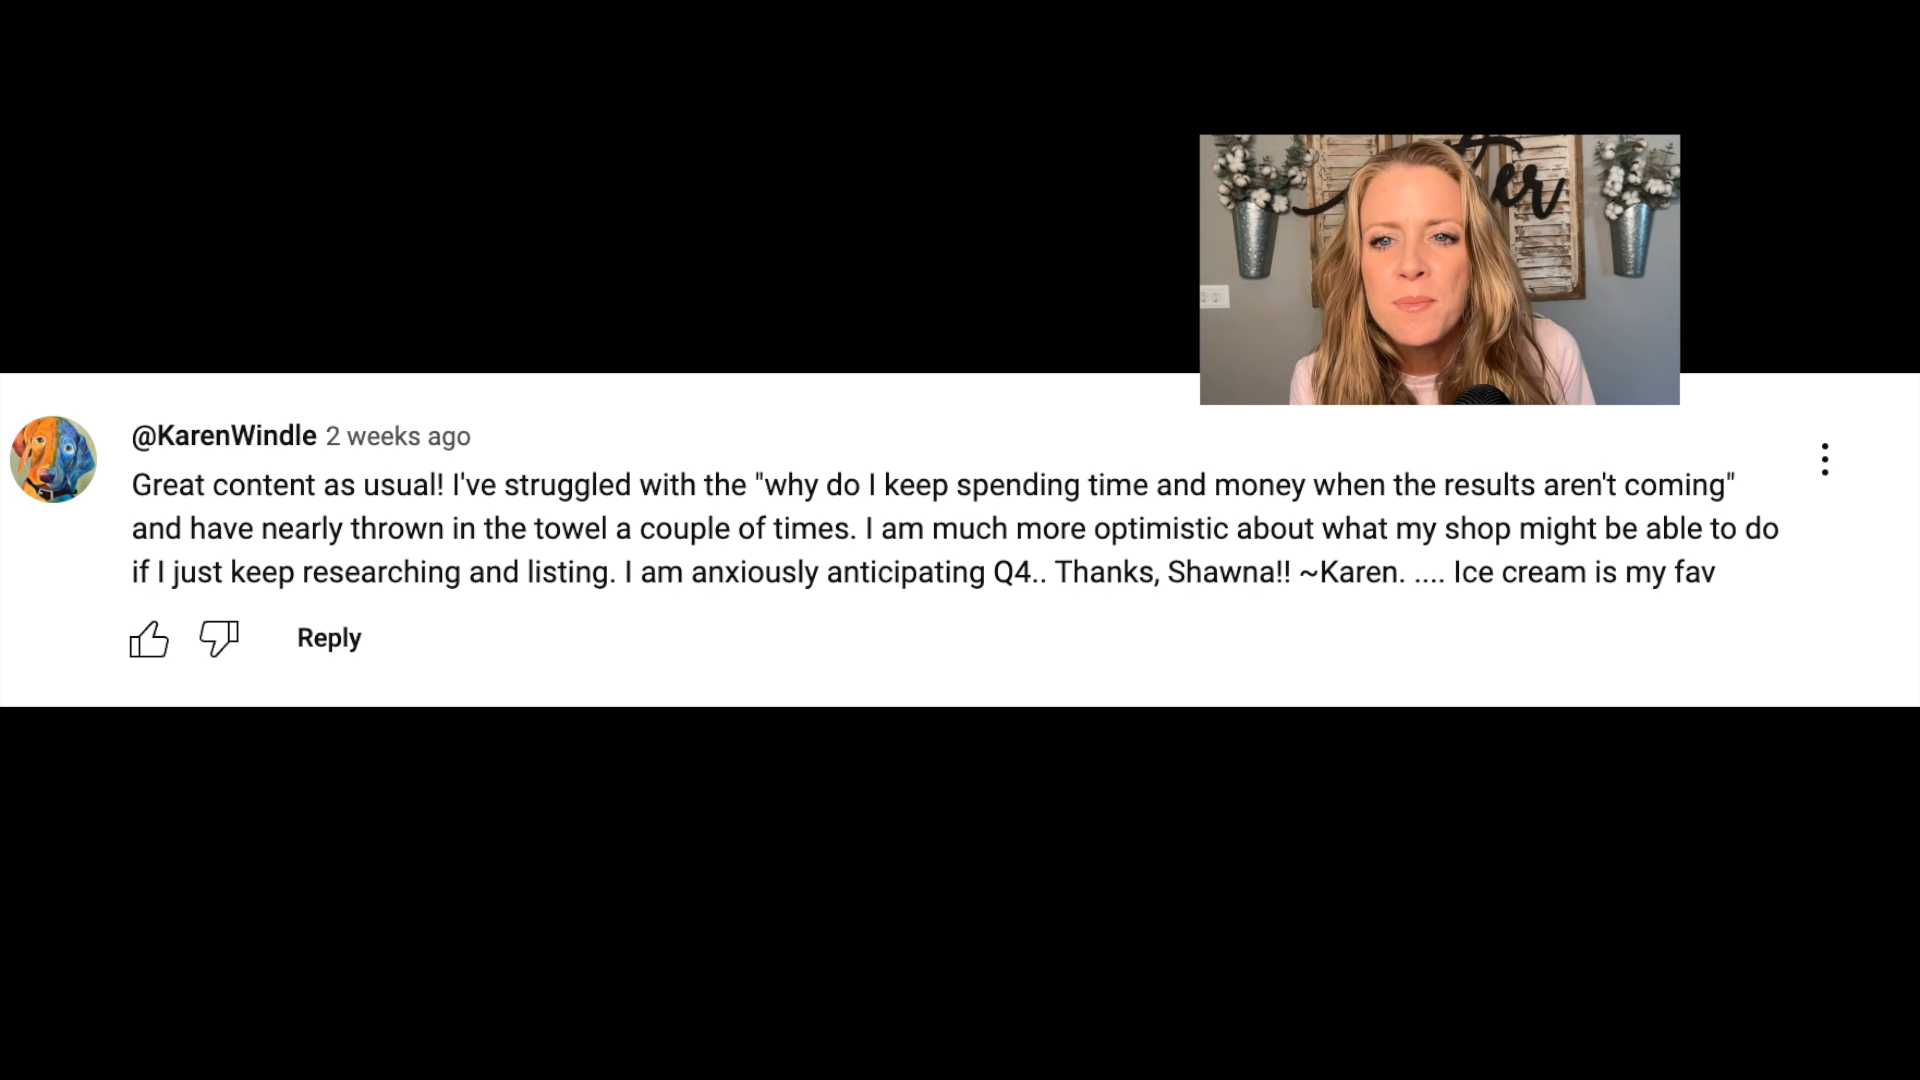 @KarenWindle 2 weeks ago
Great content as usual! I've struggled with the "why do I keep spending time and money when the results aren't coming"
and have nearly thrown in the towel a couple of times. I am much more optimistic about what my shop might be able to do
if I just keep researching and listing. I am anxiously anticipating Q4.. Thanks, Shawna!! ~Karen. .... Ice cream is my fav
Reply